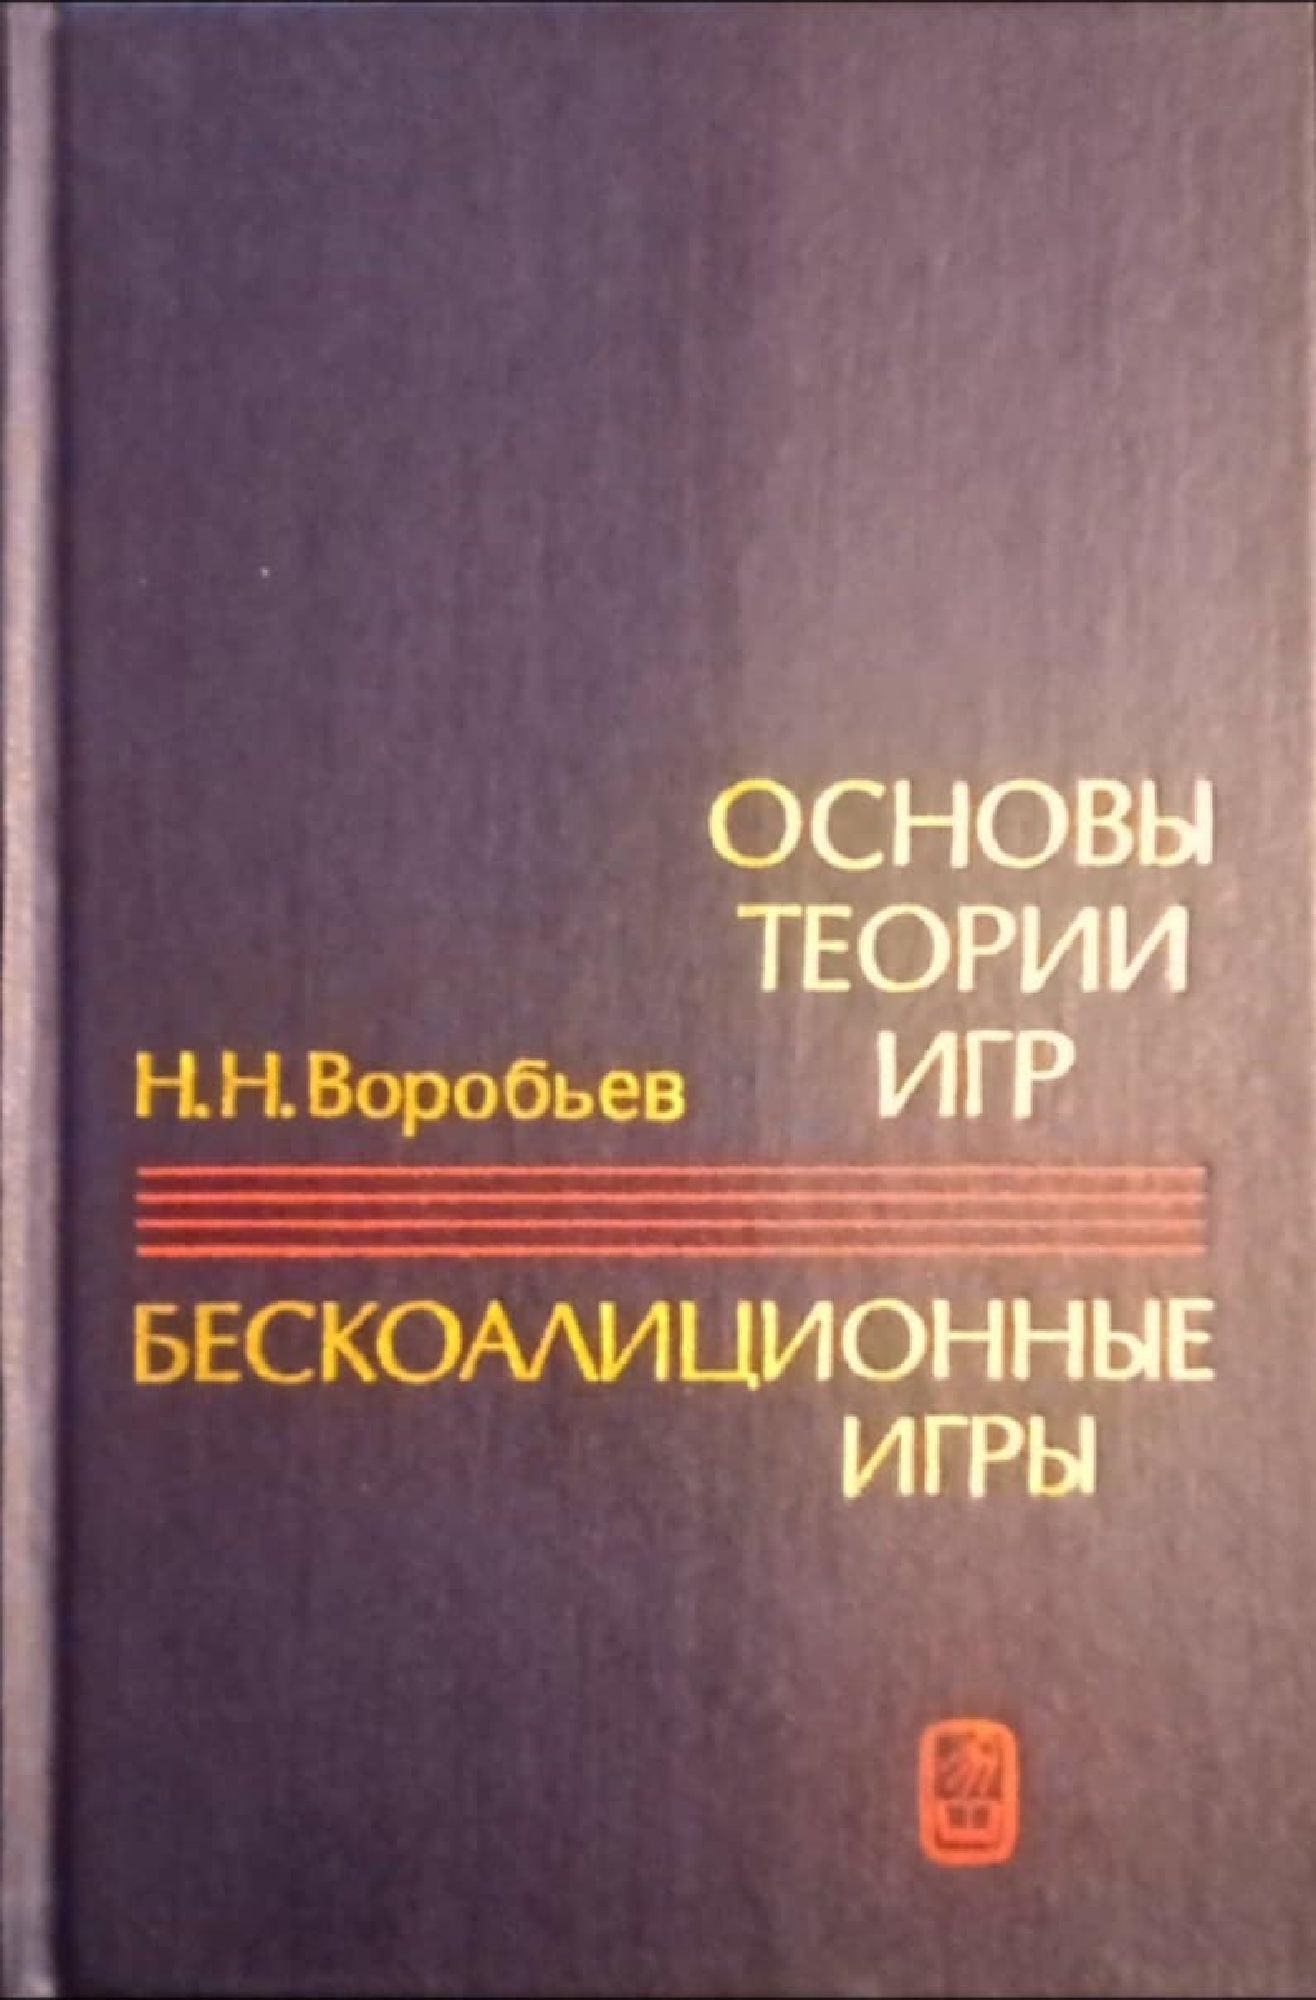 ОСНОВЫ
ТЕОРИИ
ИГР
Н.Н.Воробьев
БЕСКОАЛИЦИОННЫЕ
ИГРЫ